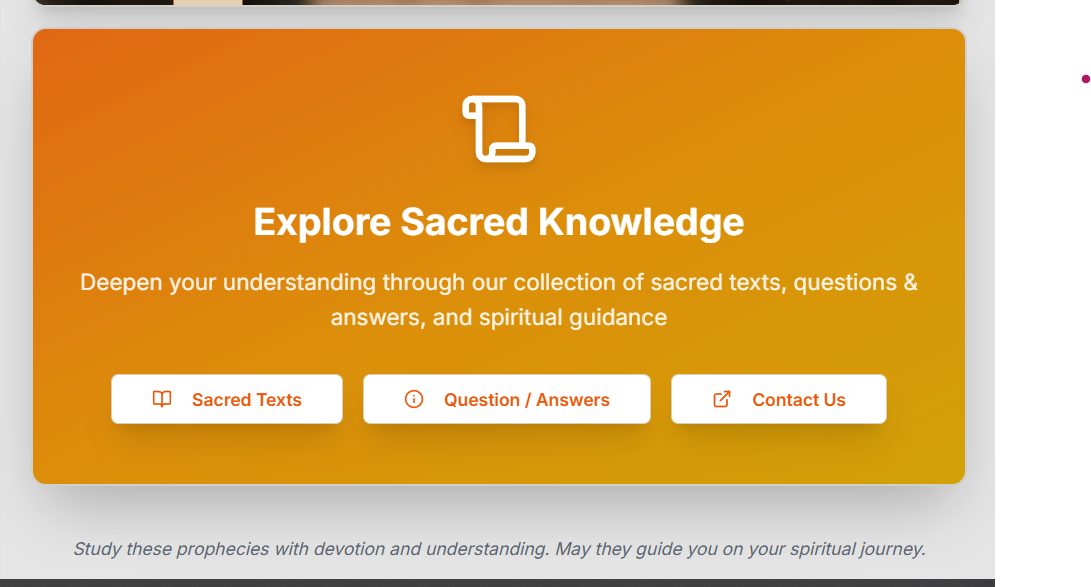 Explore Sacred Knowledge
Deepen your understanding through our collection of sacred texts, questions &
answers, and spiritual guidance
Sacred Texts
Question / Answers
Contact Us
Study these prophecies with devotion and understanding. May they guide you on your spiritual journey.